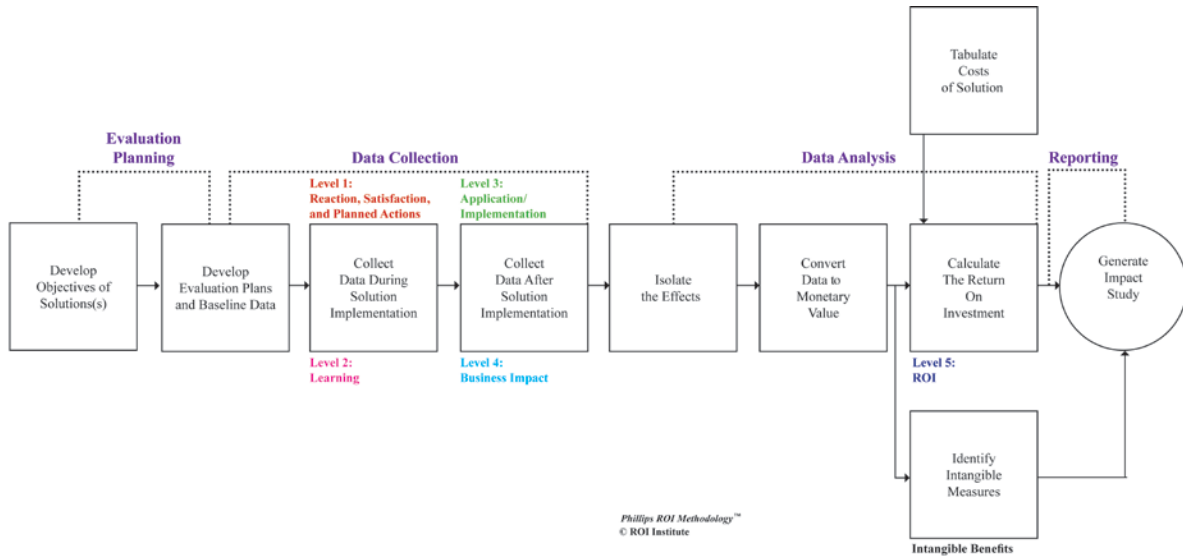 Tabulate
Costs
of Solution
Evaluation
Planning
Data Collection
Data Analysis
Reporting
Level 1:
Reaction, Satisfaction,
and Planned Actions
Level 3:
Application/
Implementation
Develop
Objectives of
Solutions(s)
Develop
Evaluation Plans
and Baseline Data
Collect
Data During
Solution
Implementation
Collect
Data After
Solution
Implementation
Isolate
the Effects
Convert
Data to
Monetary
Value
Calculate
The Return
On
Investment
Generate
Impact
Study
Level 2:
Learning
Level 4:
Business Impact
Level 5:
ROI
Identify
Intangible
Measures
Phillips ROI Methodology™
© ROI Institute
Intangible Benefits